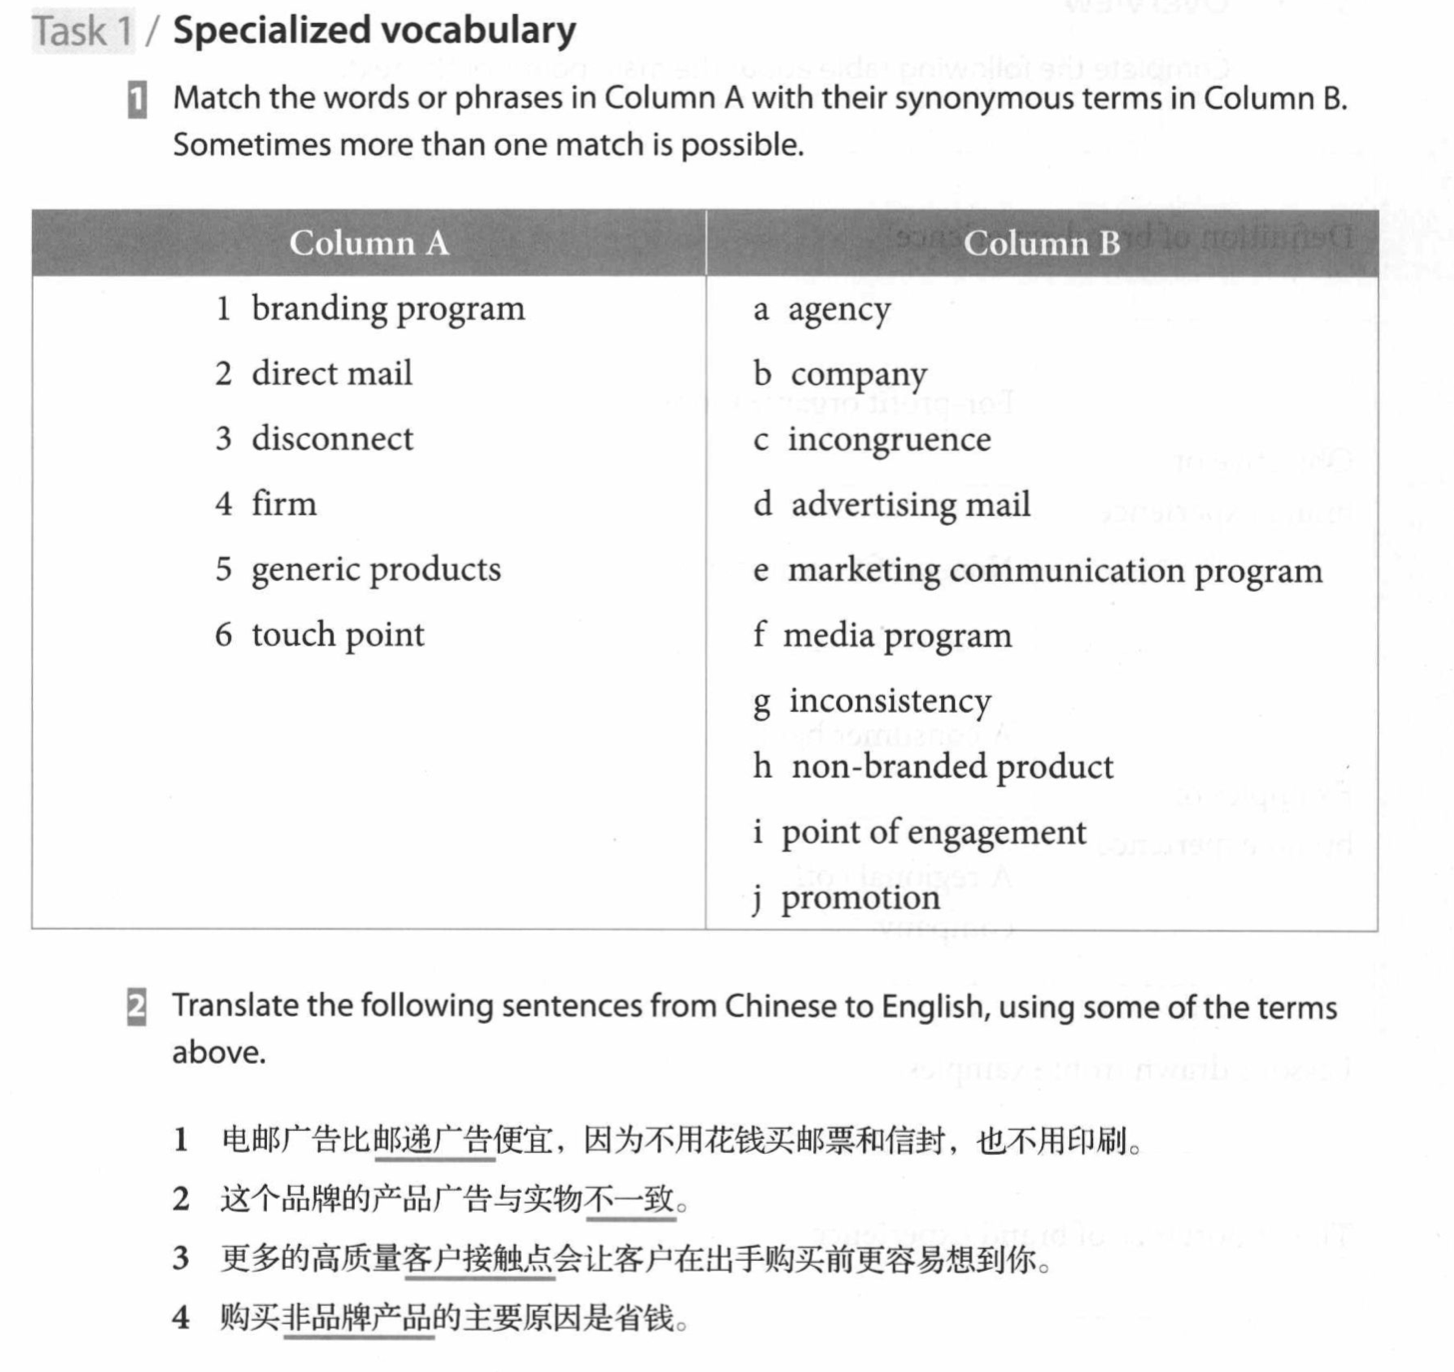 Task 1 / Specialized vocabulary
1 Match the words or phrases in Column A with their synonymous terms in Column B.
Sometimes more than one match is possible.
Column A
1 branding program
2 direct mail
3 disconnect
4 firm
5 generic products
6 touch point
Column B
a agency
b company
c incongruence
d advertising mail
e marketing communication program
f media program
g inconsistency
h non-branded product
i point of engagement
j promotion
2 Translate the following sentences from Chinese to English, using some of the terms
above.
1 电邮广告比邮递广告便宜，因为不用花钱买邮票和信封，也不用印刷。
2 这个品牌的产品广告与实物不一致。
3 更多的高质量客户接触点会让客户在出手购买前更容易想到你。
4 购买非品牌产品的主要原因是省钱。